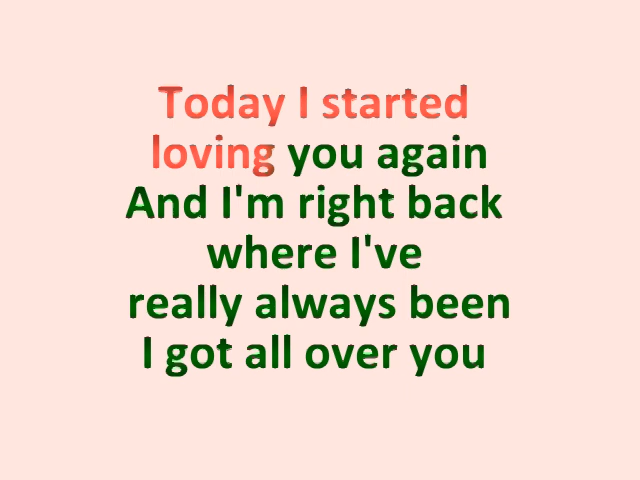 Today I started
loving you again
And I'm right back
where I've
really always been
I got all over you